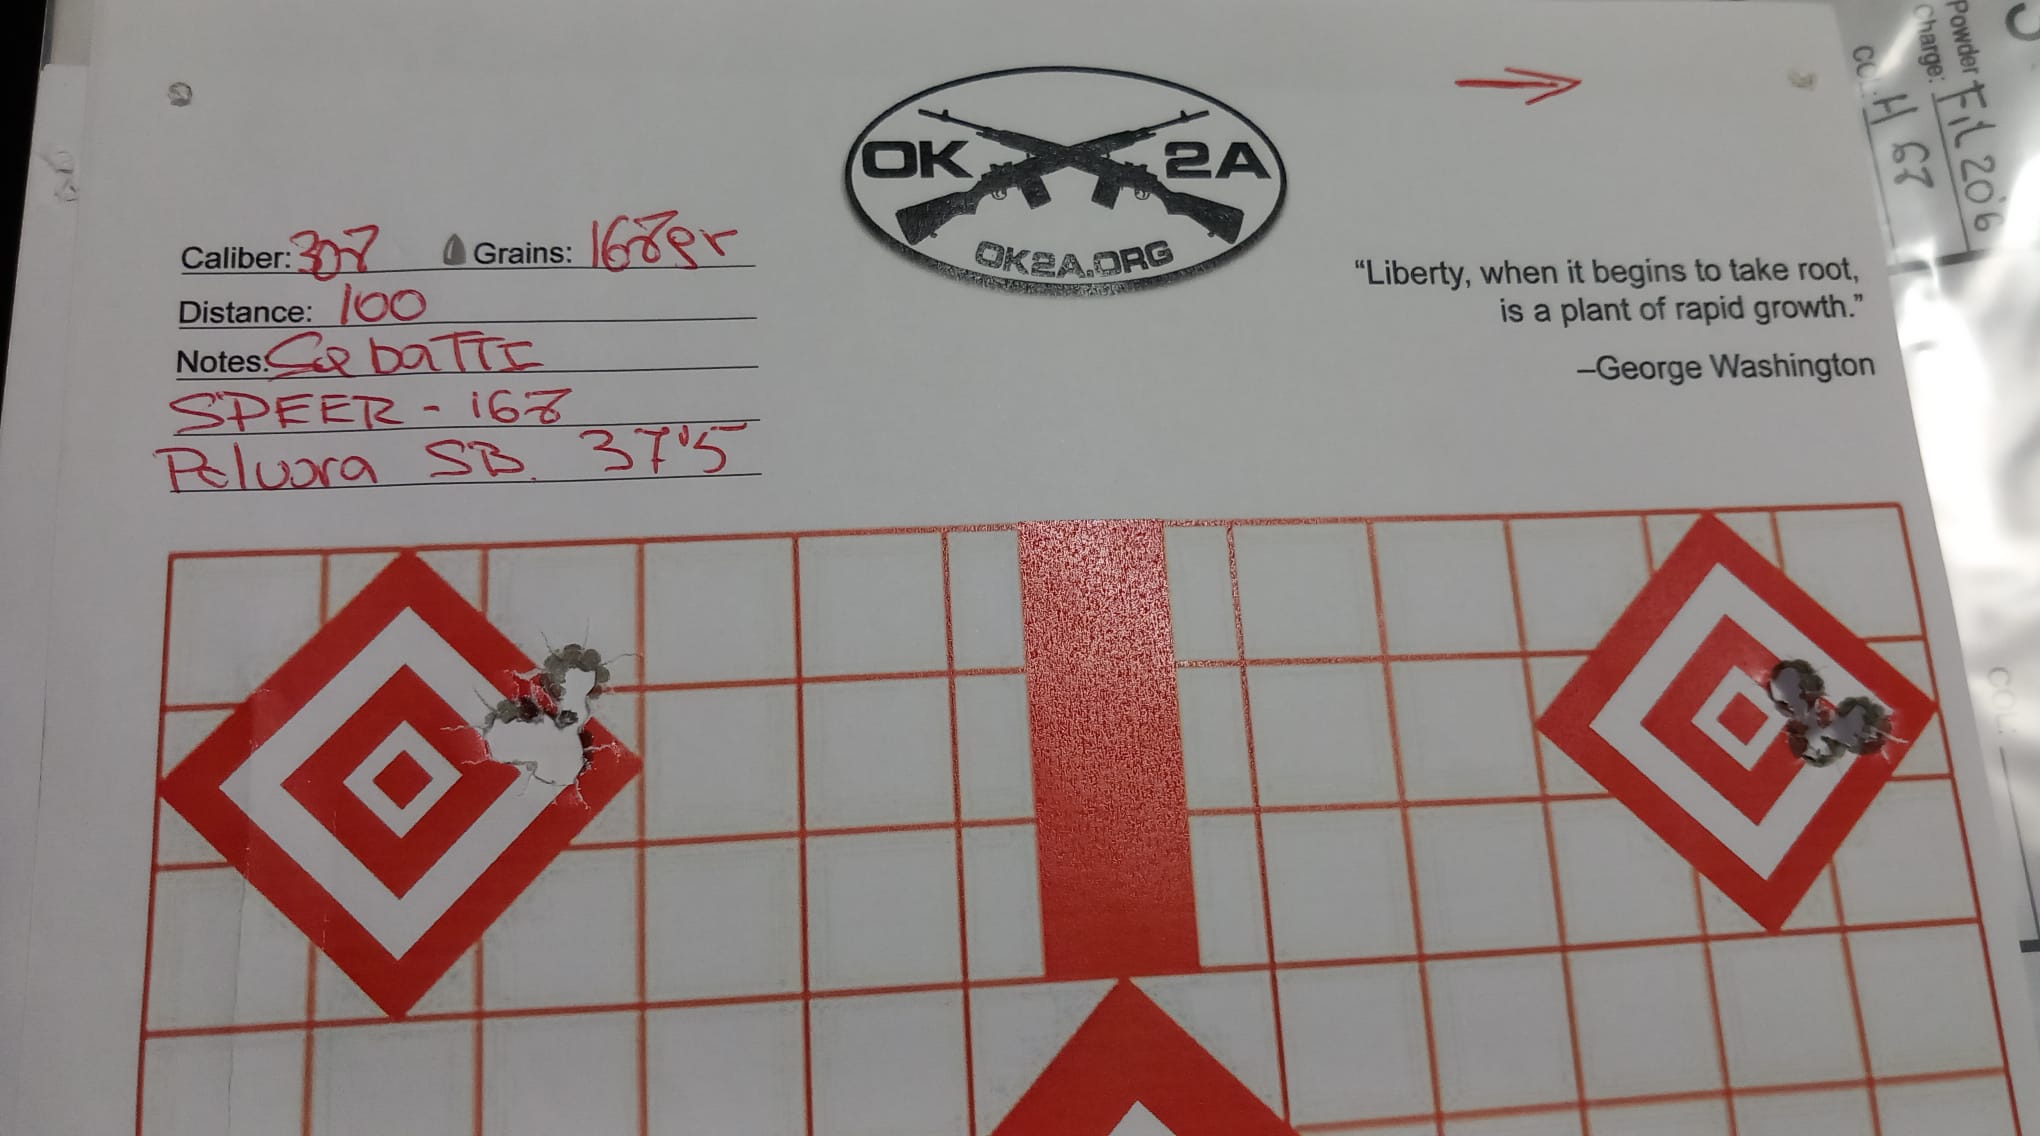 OK 2A
OK2A.ORG
Caliber: 308 Grains: 168gr
Distance: 100
Notes: SabaTTI
SPEER - 168
Polvora SB. 37'5
“Liberty, when it begins to take root,
is a plant of rapid growth.”
–George Washington
Powder
Charge: